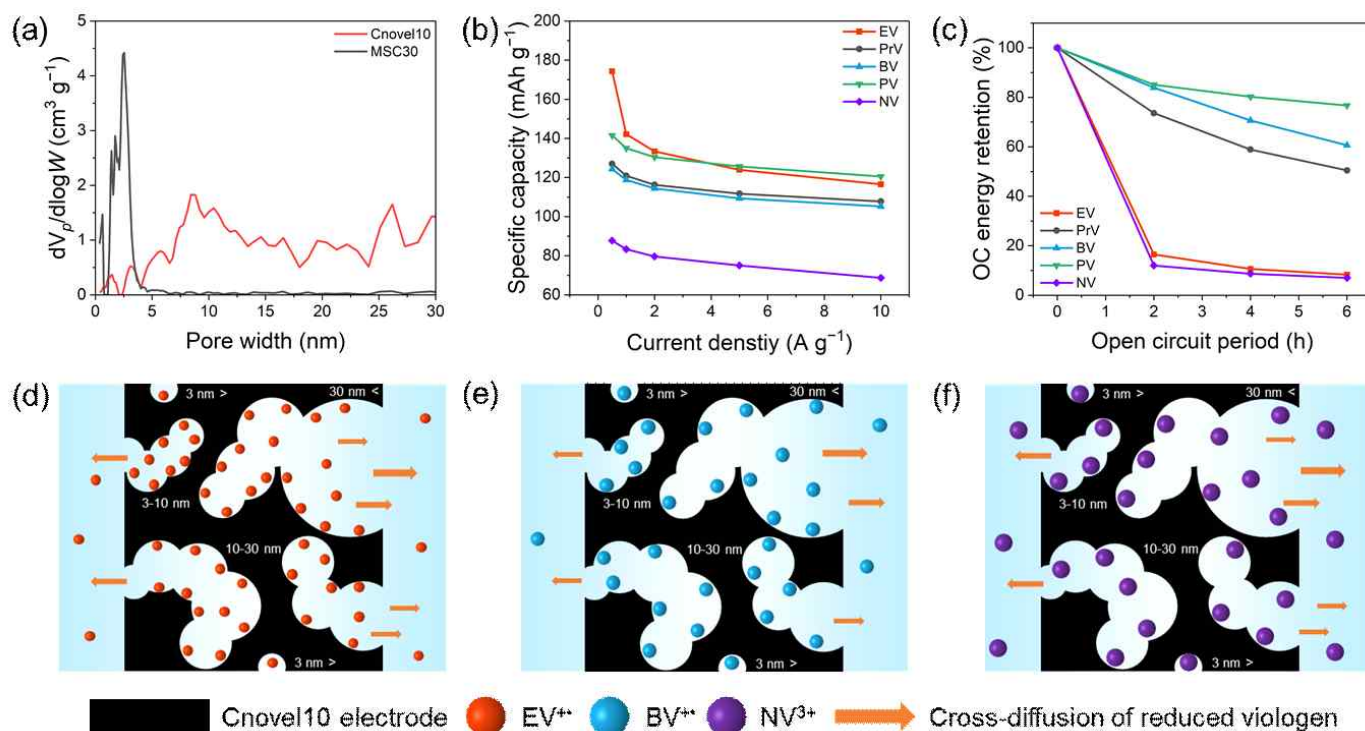 (a)
Cnovel10
MSC30
dVp/dlogW (cm³ g⁻¹)
5
4
3
2
1
0
0 5 10 15 20 25 30
Pore width (nm)
(b)
EV
PrV
BV
PV
NV
Specific capacity (mAh g⁻¹)
200
180
160
140
120
100
80
60
0 2 4 6 8 10
Current denstiy (A g⁻¹)
(c)
OC energy retention (%)
100
80
60
40
20
0
EV
PrV
BV
PV
NV
0 1 2 3 4 5 6
Open circuit period (h)
(d)
3 nm >
30 nm <
3-10 nm
10-30 nm
3 nm >
(e)
3 nm >
30 nm <
3-10 nm
10-30 nm
3 nm >
(f)
3 nm >
30 nm <
3-10 nm
10-30 nm
3 nm >
Cnovel10 electrode EV⁺• BV⁺• NV³⁺ Cross-diffusion of reduced viologen